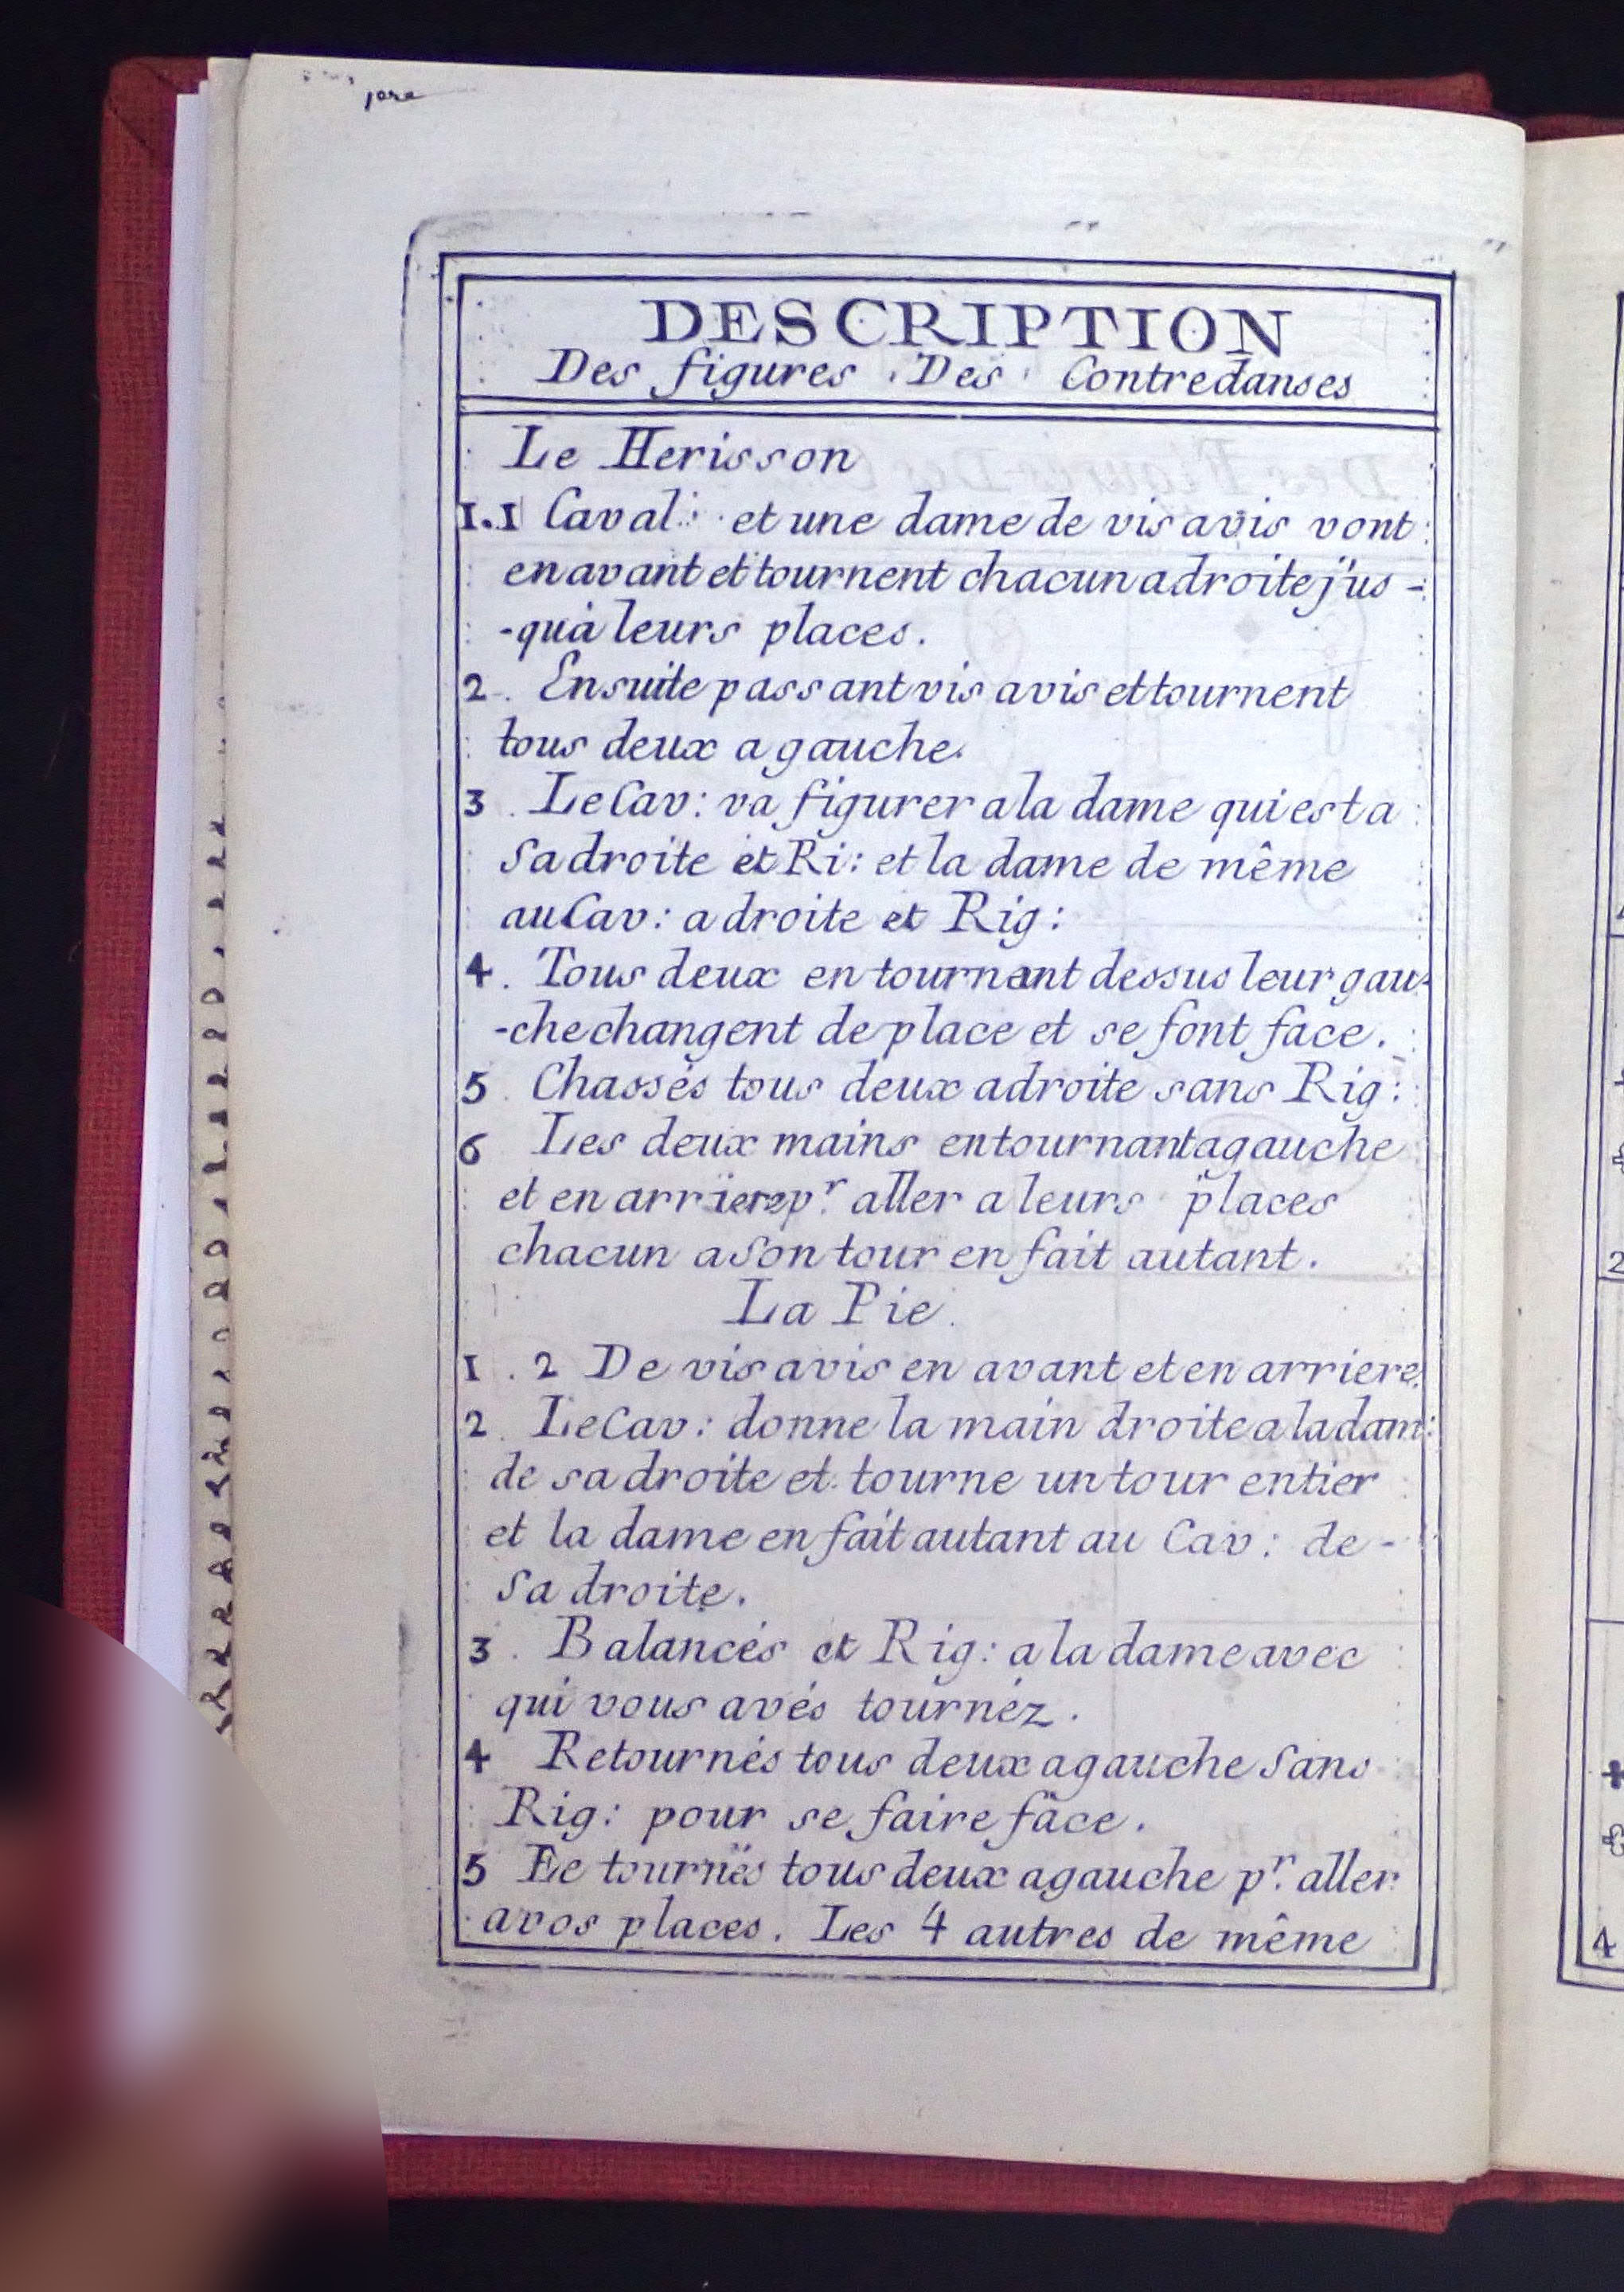 DESCRIPTION
Des figures Des Contredanses
Le Herisson
1.1 Caval: et une dame de vis avis vont
en avant et tournent chacun a droite j'us-
-quà leurs places.
2. Ensuite passant vis avis et tournent
tous deux a gauche.
3. Le Cav: va figurer a la dame qui est a
Sa droite et Ri: et la dame de même
au Cav: a droite et Rig:
4. Tous deux en tournant dessus leur gau-
-che changent de place et se font face.
5. Chassés tous deux a droite sans Rig:
6 Les deux mains en tournant a gauche
et en arriere pr. aller a leurs places
chacun a Son tour en fait autant.
La Pie.
1. 2 De vis avis en avant et en arriere.
2. Le Cav: donne la main droite a la dam:
de sa droite et tourne un tour entier
et la dame en fait autant au Cav: de-
Sa droite.
3. Balancés et Rig: a la dame avec
qui vous avés tournéz.
4 Retournés tous deux a gauche Sans
Rig: pour se faire face.
5 Ee tournés tous deux a gauche pr. aller
a vos places. Les 4 autres de même
2
4